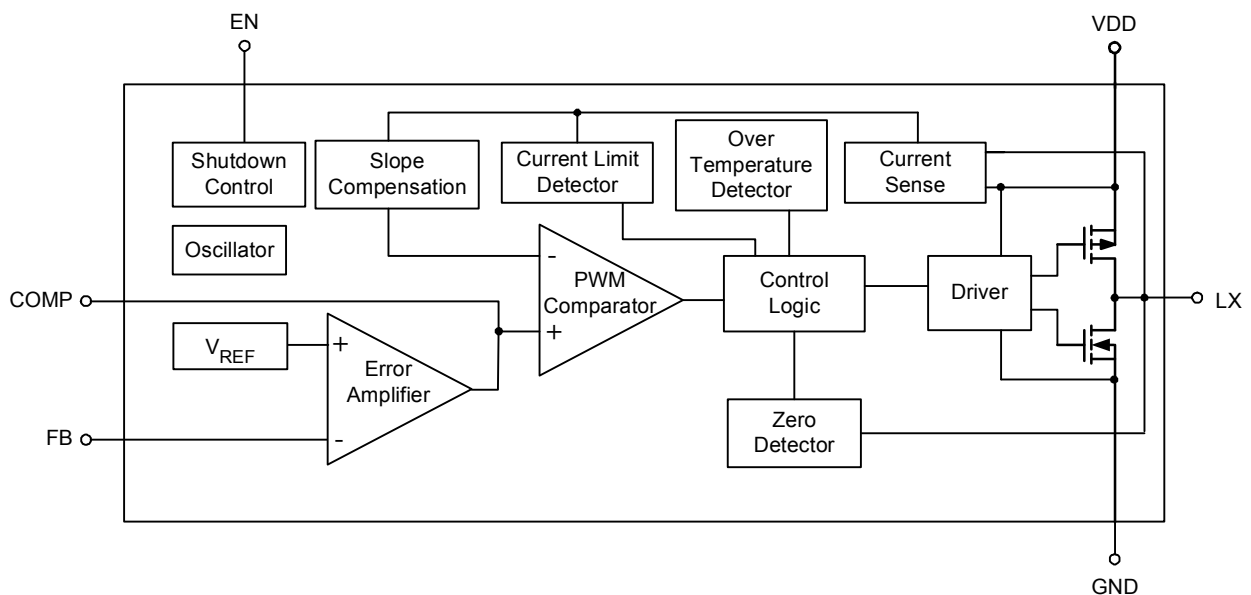 EN
VDD
Shutdown
Control
Slope
Compensation
Current Limit
Detector
Over
Temperature
Detector
Current
Sense
Oscillator
-
PWM
Comparator
+
Control
Logic
Driver
COMP
LX
VREF
+
Error
Amplifier
-
FB
Zero
Detector
GND